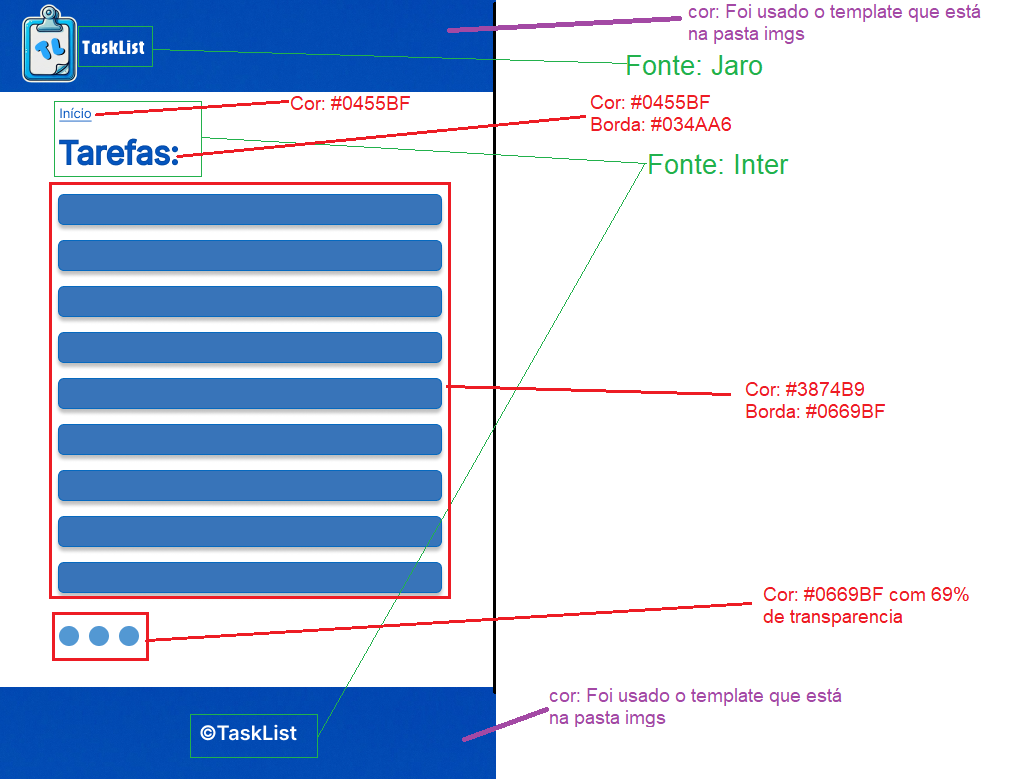 cor: Foi usado o template que está
na pasta imgs
TL
TaskList
Fonte: Jaro
Início
Cor: #0455BF
Cor: #0455BF
Borda: #034AA6
Tarefas:
Fonte: Inter
Cor: #3874B9
Borda: #0669BF
Cor: #0669BF com 69%
de transparencia
cor: Foi usado o template que está
na pasta imgs
©TaskList